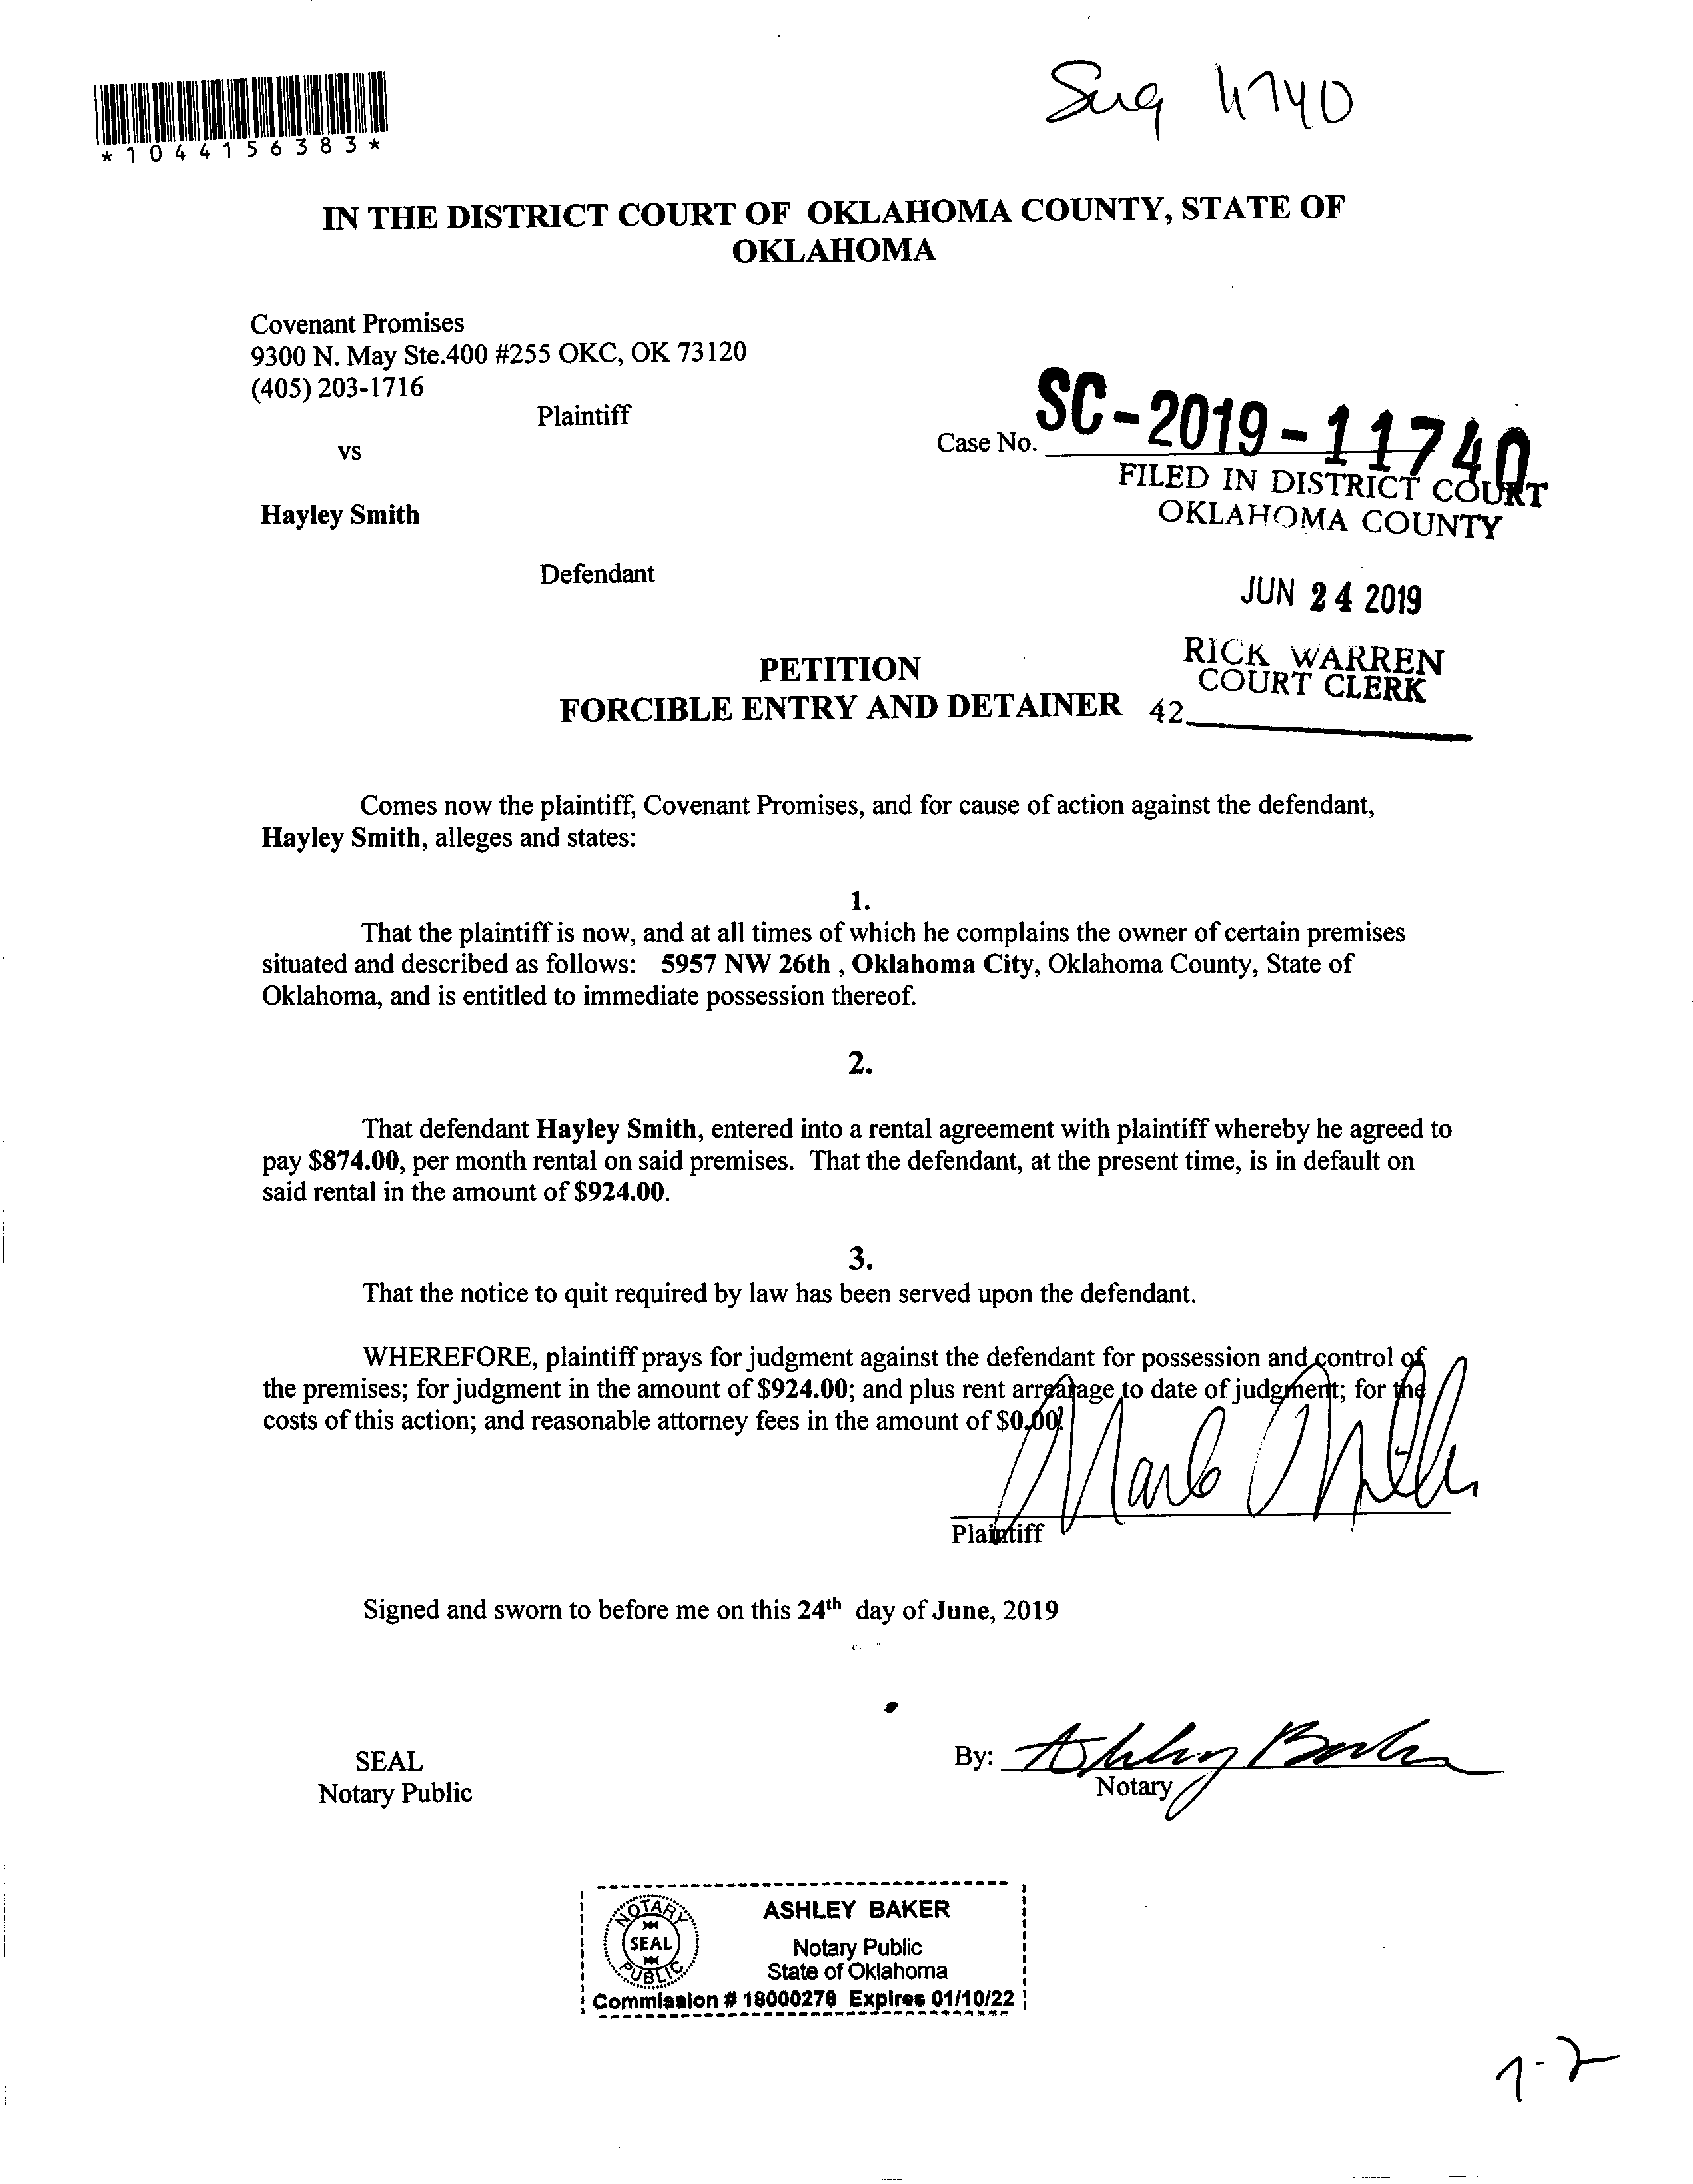 *1044156383*
IN THE DISTRICT COURT OF OKLAHOMA COUNTY, STATE OF
OKLAHOMA
Covenant Promises
9300 N. May Ste.400 #255 OKC, OK 73120
(405) 203-1716
Plaintiff
vs
Case No. SC-2019-11740
FILED IN DISTRICT COURT
OKLAHOMA COUNTY
Hayley Smith
Defendant
JUN 24 2019
RICK WARREN
COURT CLERK
42
PETITION
FORCIBLE ENTRY AND DETAINER
Comes now the plaintiff, Covenant Promises, and for cause of action against the defendant,
Hayley Smith, alleges and states:
1.
That the plaintiff is now, and at all times of which he complains the owner of certain premises
situated and described as follows: 5957 NW 26th , Oklahoma City, Oklahoma County, State of
Oklahoma, and is entitled to immediate possession thereof.
2.
That defendant Hayley Smith, entered into a rental agreement with plaintiff whereby he agreed to
pay $874.00, per month rental on said premises. That the defendant, at the present time, is in default on
said rental in the amount of $924.00.
3.
That the notice to quit required by law has been served upon the defendant.
WHEREFORE, plaintiff prays for judgment against the defendant for possession and control of
the premises; for judgment in the amount of $924.00; and plus rent arrearage to date of judgment; for the
costs of this action; and reasonable attorney fees in the amount of $0.00.
Plaintiff
Signed and sworn to before me on this 24th day of June, 2019
SEAL
Notary Public
By: Ashley Baker
Notary
NOTARY
SEAL
PUBLIC
ASHLEY BAKER
Notary Public
State of Oklahoma
Commission # 18000278 Expires 01/10/22
7-2